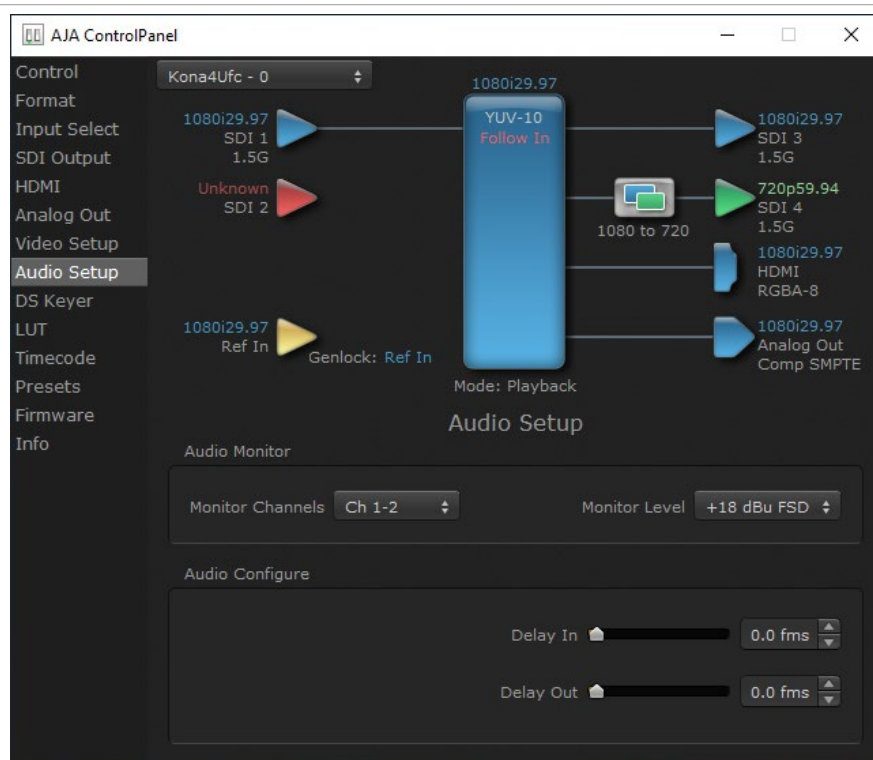 AJA ControlPanel
Control
Format
Input Select
SDI Output
HDMI
Analog Out
Video Setup
Audio Setup
DS Keyer
LUT
Timecode
Presets
Firmware
Info
Kona4Ufc - 0
1080i29.97
SDI 1
1.5G
Unknown
SDI 2
1080i29.97
Ref In
Genlock: Ref In
1080i29.97
YUV-10
Follow In
Mode: Playback
1080 to 720
1080i29.97
SDI 3
1.5G
720p59.94
SDI 4
1.5G
1080i29.97
HDMI
RGBA-8
1080i29.97
Analog Out
Comp SMPTE
Audio Setup
Audio Monitor
Monitor Channels Ch 1-2 Monitor Level +18 dBu FSD
Audio Configure
Delay In 0.0 fms
Delay Out 0.0 fms